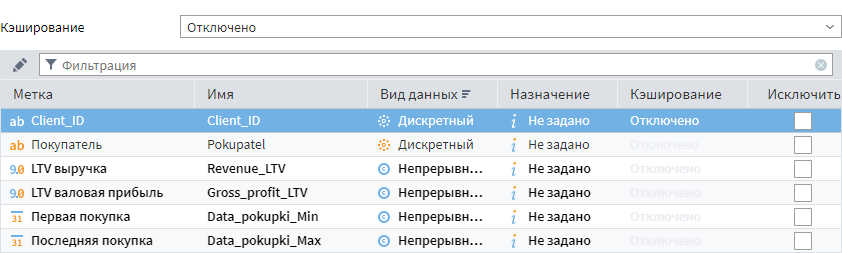 Кэширование Отключено
Фильтрация
Метка Имя Вид данных Назначение Кэширование Исключить
ab Client_ID Client_ID Дискретный Не задано Отключено
ab Покупатель Pokupatel Дискретный Не задано Отключено
9.0 LTV выручка Revenue_LTV Непрерывн... Не задано Отключено
9.0 LTV валовая прибыль Gross_profit_LTV Непрерывн... Не задано Отключено
31 Первая покупка Data_pokupki_Min Непрерывн... Не задано Отключено
31 Последняя покупка Data_pokupki_Max Непрерывн... Не задано Отключено